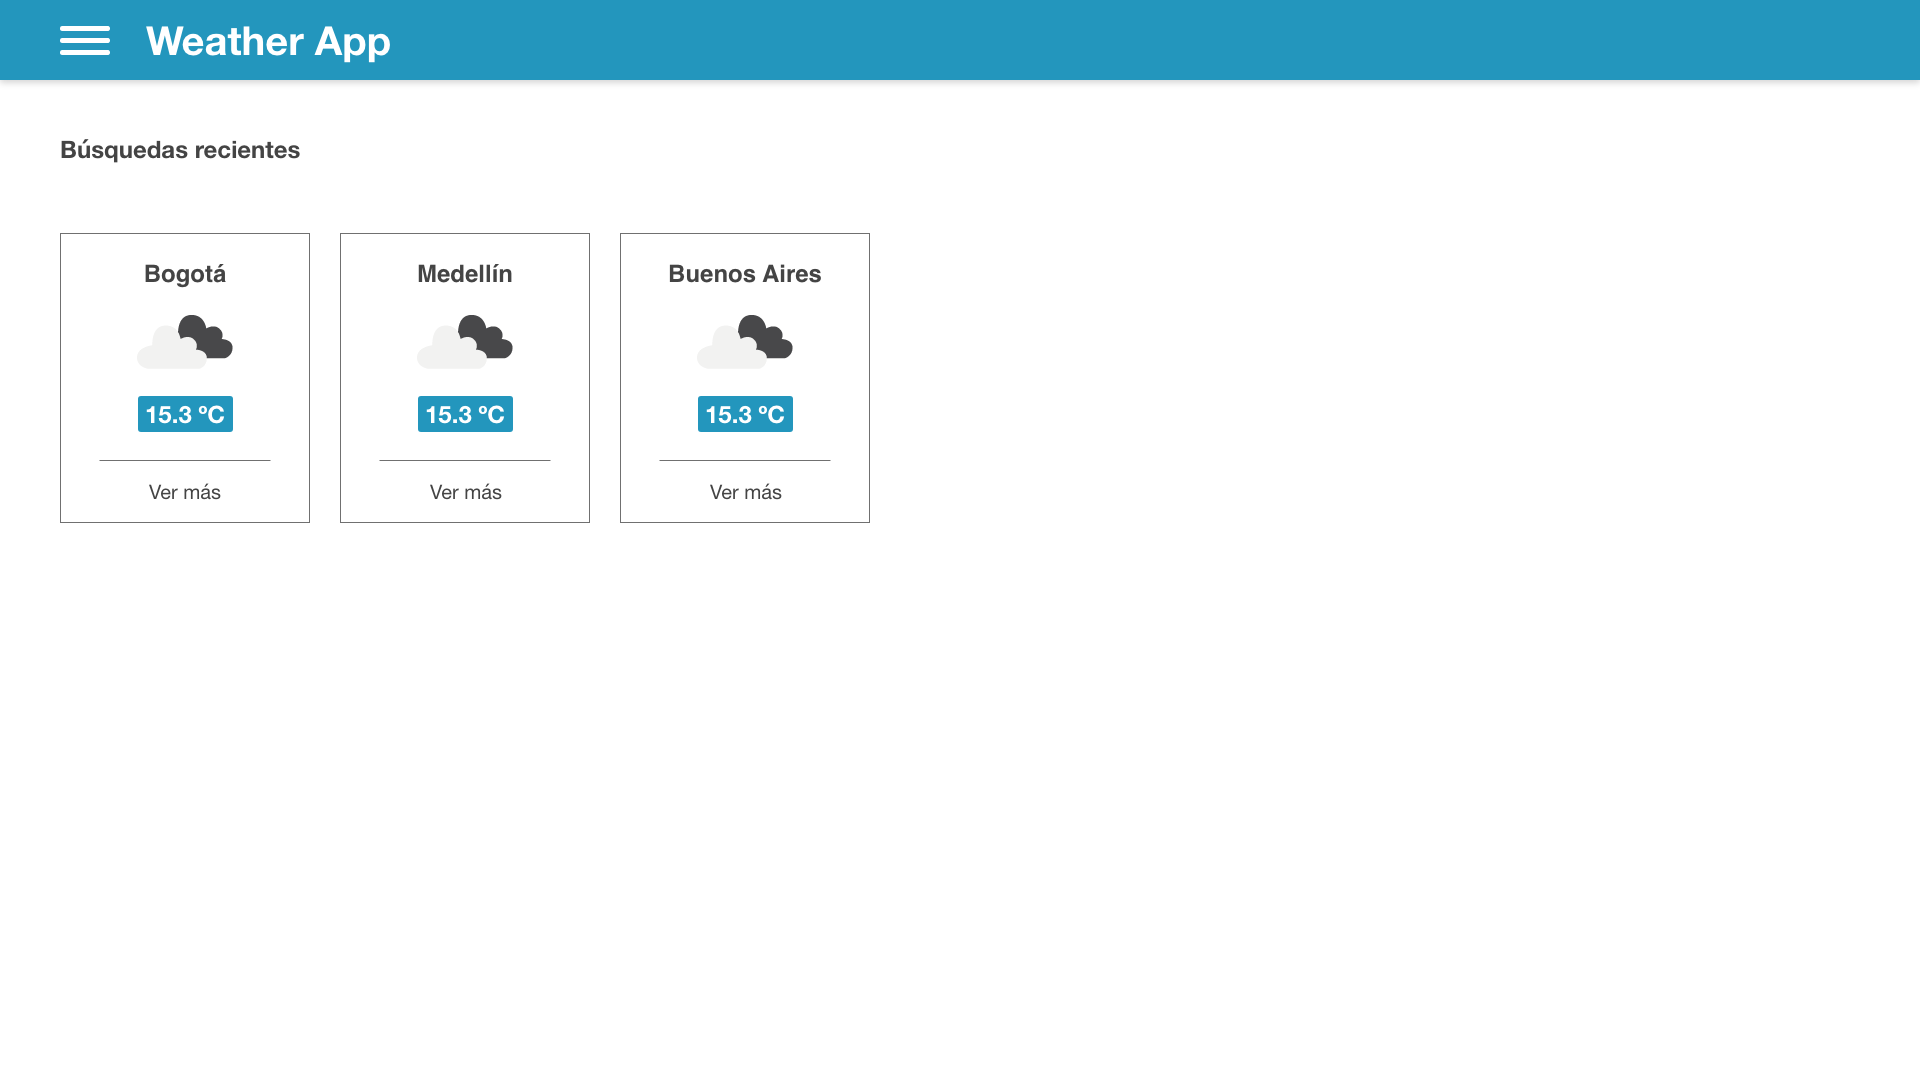 Weather App
Búsquedas recientes
Bogotá
15.3 ºC
Ver más
Medellín
15.3 ºC
Ver más
Buenos Aires
15.3 ºC
Ver más